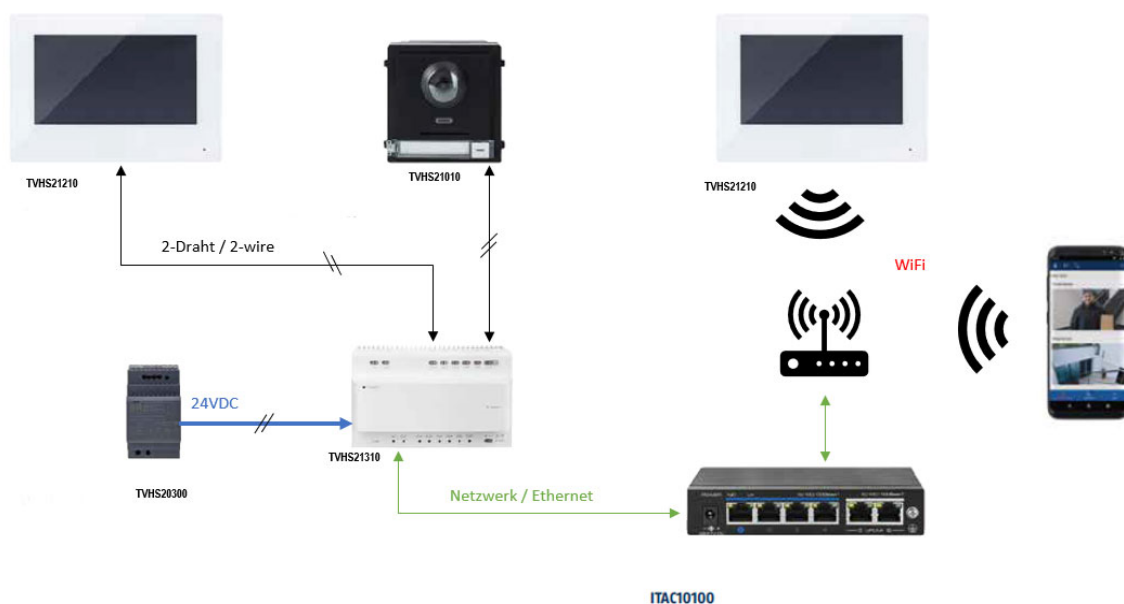 TVHS21210
TVHS21010
TVHS21210
2-Draht / 2-wire
WiFi
24VDC
TVHS21310
TVHS20300
Netzwerk / Ethernet
ITAC10100